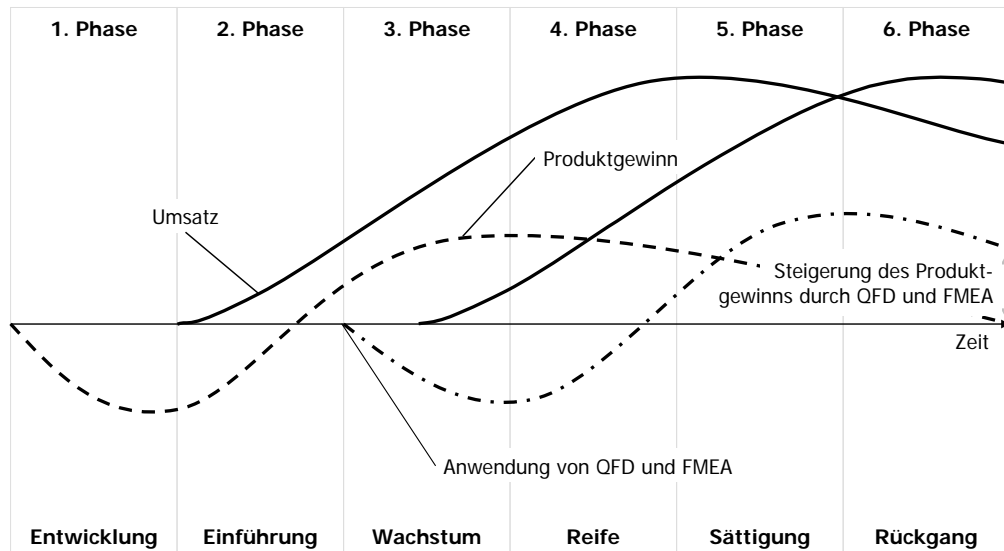 1. Phase 2. Phase 3. Phase 4. Phase 5. Phase 6. Phase
Produktgewinn
Umsatz
Steigerung des Produkt-
gewinns durch QFD und FMEA
Zeit
Anwendung von QFD und FMEA
Entwicklung Einführung Wachstum Reife Sättigung Rückgang